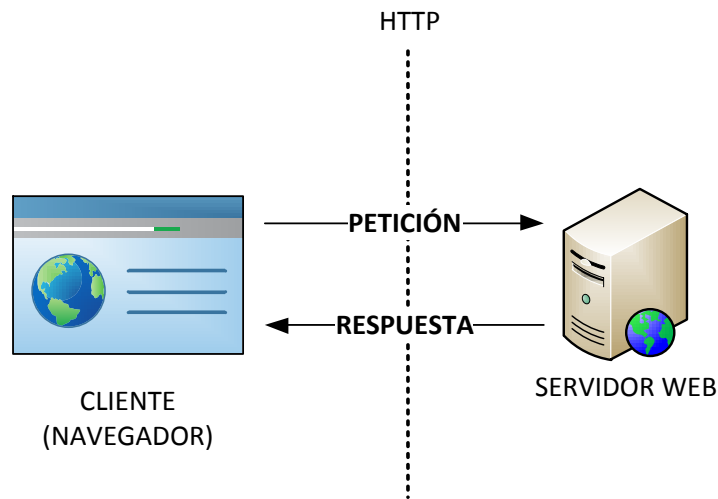 HTTP
PETICIÓN
RESPUESTA
CLIENTE
(NAVEGADOR)
SERVIDOR WEB